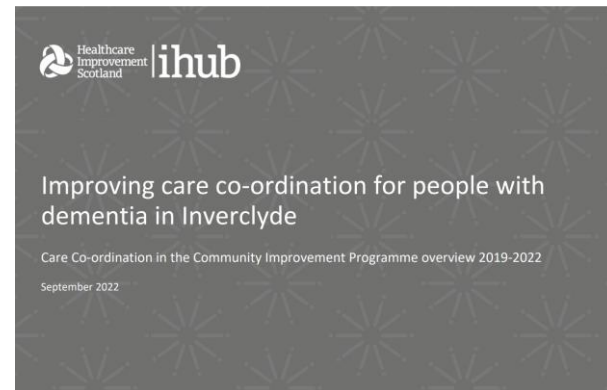 Healthcare
Improvement
Scotland
ihub
Improving care co-ordination for people with
dementia in Inverclyde
Care Co-ordination in the Community Improvement Programme overview 2019-2022
September 2022